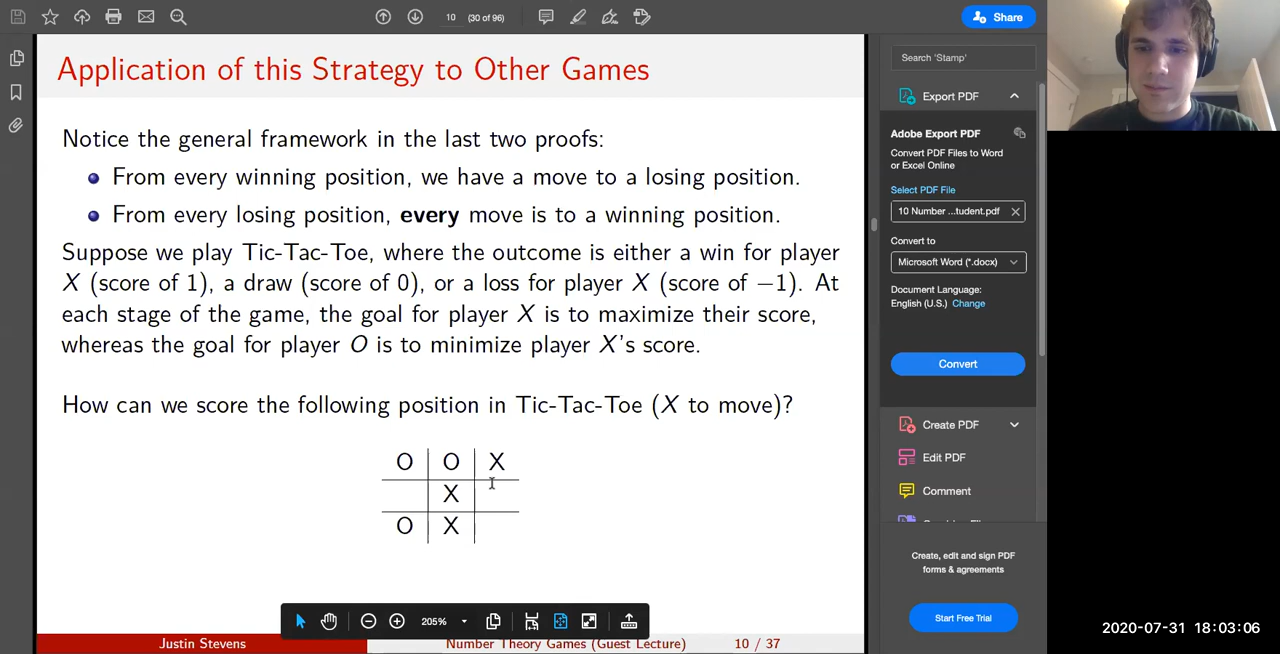 10 (30 of 96)
Share
Application of this Strategy to Other Games
Notice the general framework in the last two proofs:
From every winning position, we have a move to a losing position.
From every losing position, every move is to a winning position.
Suppose we play Tic-Tac-Toe, where the outcome is either a win for player
X (score of 1), a draw (score of 0), or a loss for player X (score of −1). At
each stage of the game, the goal for player X is to maximize their score,
whereas the goal for player O is to minimize player X's score.
How can we score the following position in Tic-Tac-Toe (X to move)?
O O X
X
O X
205%
Justin Stevens Number Theory Games (Guest Lecture) 10 / 37
Search 'Stamp'
Export PDF
Adobe Export PDF
Convert PDF Files to Word
or Excel Online
Select PDF File
10 Number ...tudent.pdf
Convert to
Microsoft Word (*.docx)
Document Language:
English (U.S.) Change
Convert
Create PDF
Edit PDF
Comment
Create, edit and sign PDF
forms & agreements
Start Free Trial
2020-07-31 18:03:06